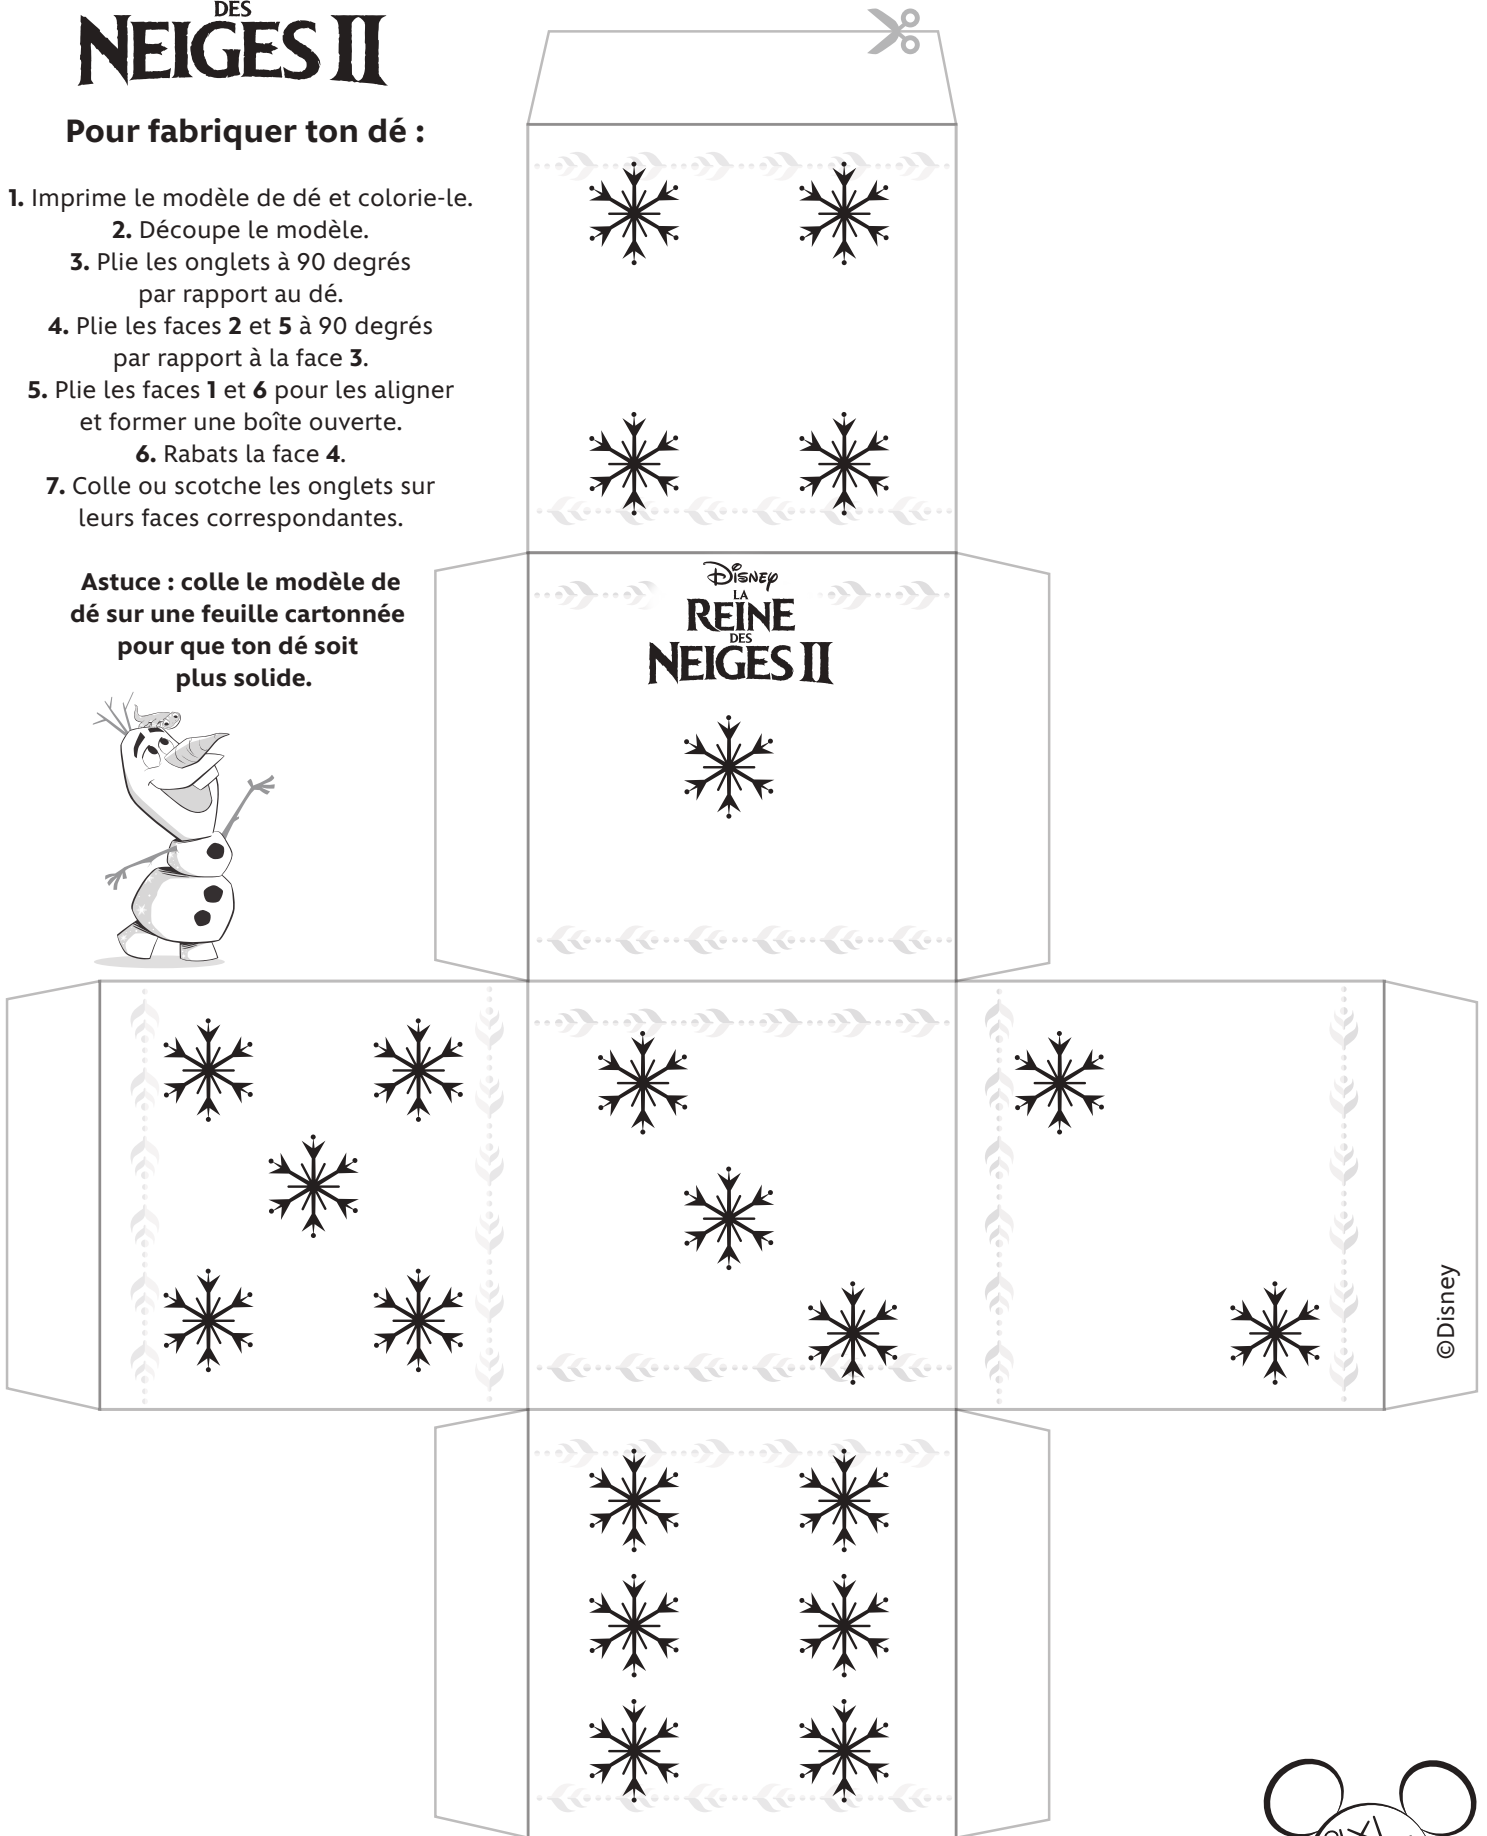 DES
NEIGES II
Pour fabriquer ton dé :
1. Imprime le modèle de dé et colorie-le.
2. Découpe le modèle.
3. Plie les onglets à 90 degrés
par rapport au dé.
4. Plie les faces 2 et 5 à 90 degrés
par rapport à la face 3.
5. Plie les faces 1 et 6 pour les aligner
et former une boîte ouverte.
6. Rabats la face 4.
7. Colle ou scotche les onglets sur
leurs faces correspondantes.
Astuce : colle le modèle de
dé sur une feuille cartonnée
pour que ton dé soit
plus solide.
Disney
LA
REINE
DES
NEIGES II
©Disney